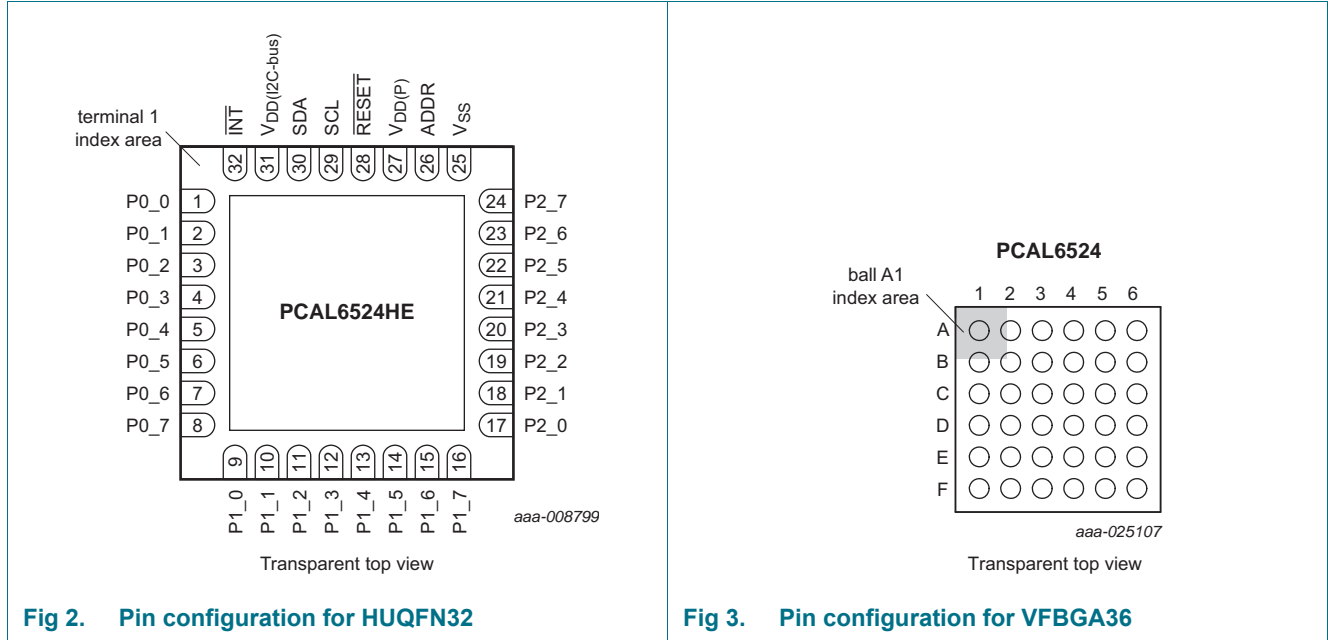 INT
VDD(I2C-bus)
SDA
SCL
RESET
VDD(P)
ADDR
VSS
terminal 1
index area
32 31 30 29 28 27 26 25
P0_0 1 24 P2_7
P0_1 2 23 P2_6
P0_2 3 22 P2_5
P0_3 4 21 P2_4
PCAL6524HE
P0_4 5 20 P2_3
P0_5 6 19 P2_2
P0_6 7 18 P2_1
P0_7 8 17 P2_0
9 10 11 12 13 14 15 16
P1_0
P1_1
P1_2
P1_3
P1_4
P1_5
P1_6
P1_7
aaa-008799
Transparent top view
Fig 2. Pin configuration for HUQFN32
PCAL6524
ball A1
index area
1 2 3 4 5 6
A
B
C
D
E
F
aaa-025107
Transparent top view
Fig 3. Pin configuration for VFBGA36